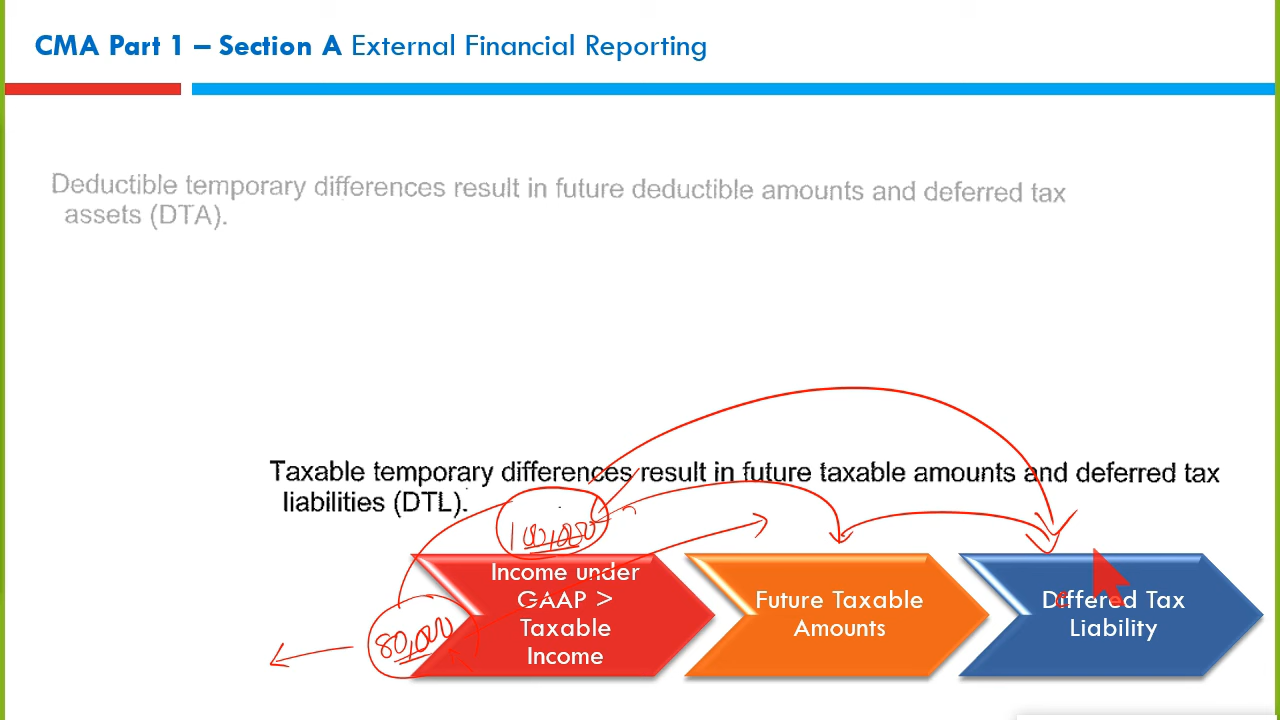 CMA Part 1 – Section A External Financial Reporting
Deductible temporary differences result in future deductible amounts and deferred tax
assets (DTA).
Taxable temporary differences result in future taxable amounts and deferred tax
liabilities (DTL).
100,000
Income under
GAAP >
Taxable
Income
80,000
Future Taxable
Amounts
Differed Tax
Liability